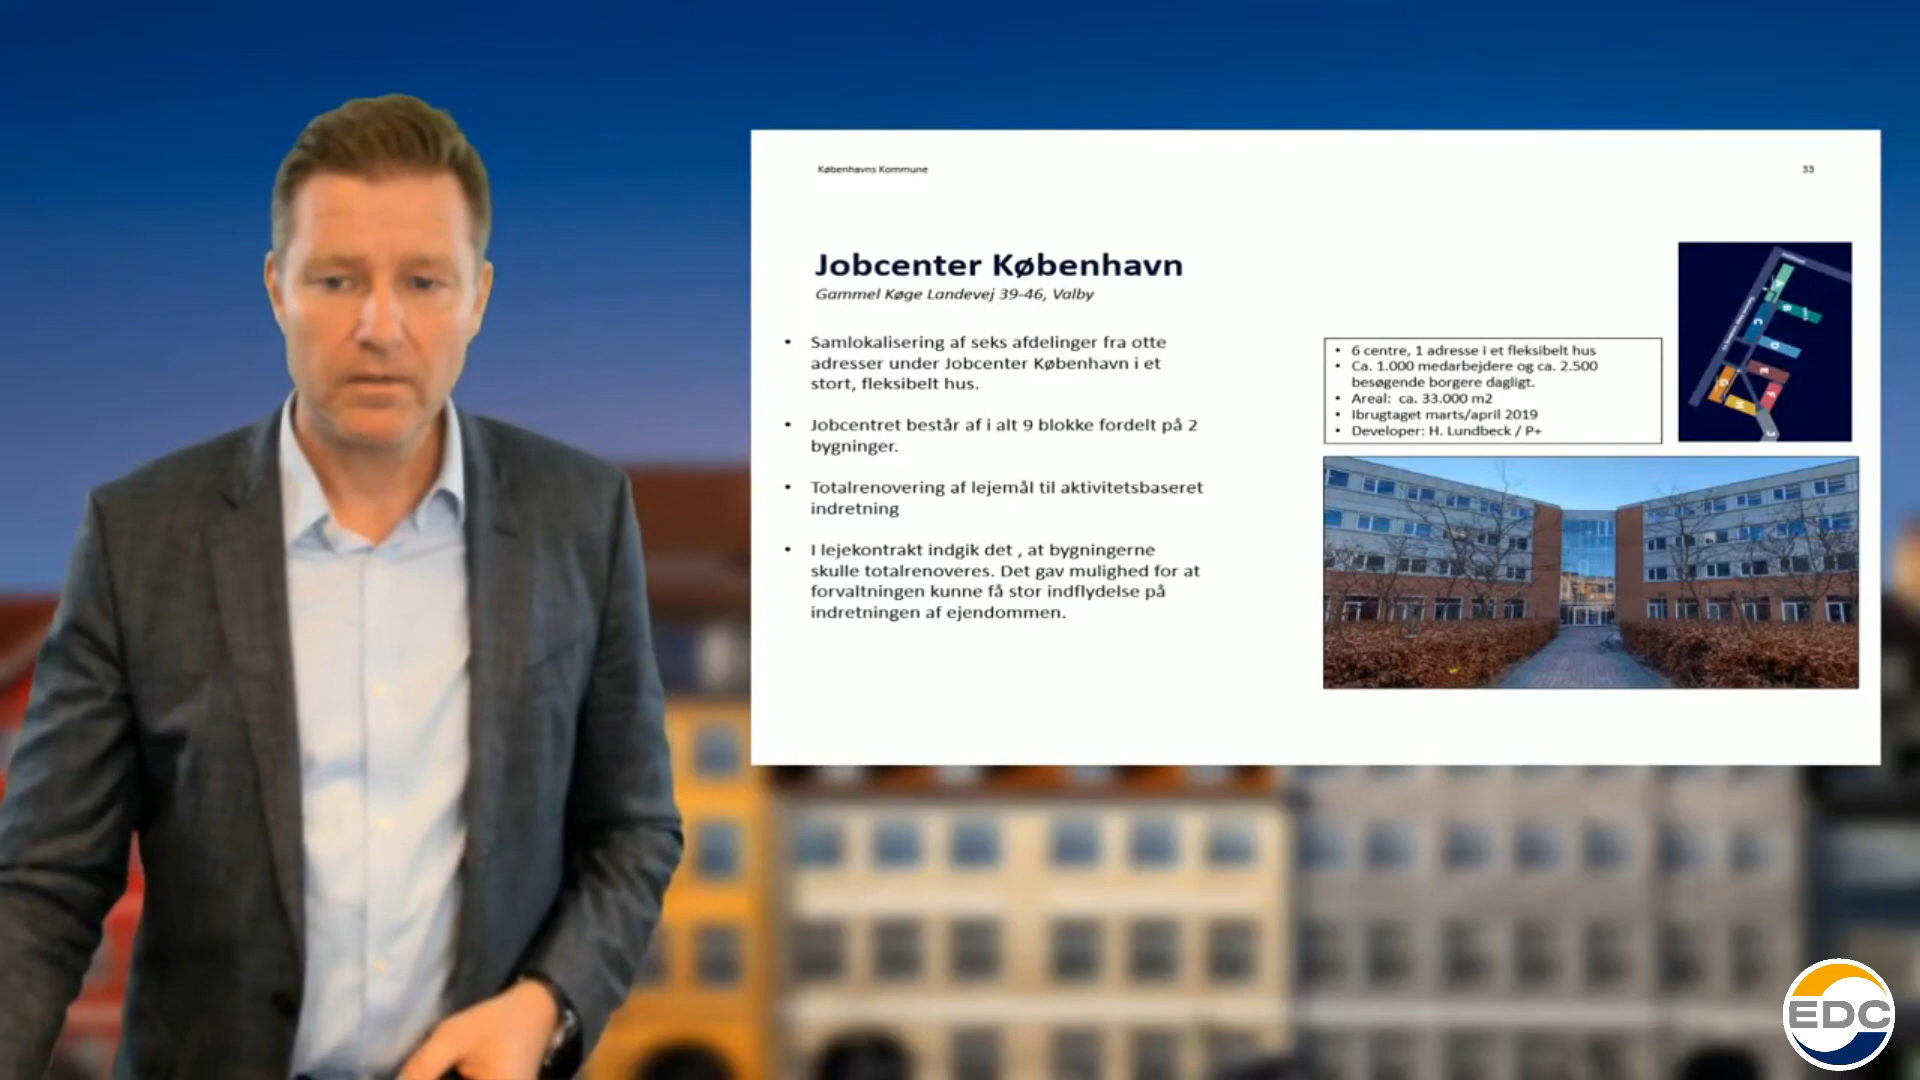 Københavns Kommune
33
Jobcenter København
Gammel Køge Landevej 39-46, Valby
• Samlokalisering af seks afdelinger fra otte
adresser under Jobcenter København i et
stort, fleksibelt hus.
• Jobcentret består af i alt 9 blokke fordelt på 2
bygninger.
• Totalrenovering af lejemål til aktivitetsbaseret
indretning
• I lejekontrakt indgik det , at bygningerne
skulle totalrenoveres. Det gav mulighed for at
forvaltningen kunne få stor indflydelse på
indretningen af ejendommen.
• 6 centre, 1 adresse i et fleksibelt hus
• Ca. 1.000 medarbejdere og ca. 2.500
besøgende borgere dagligt.
• Areal: ca. 33.000 m2
• Ibrugtaget marts/april 2019
• Developer: H. Lundbeck / P+
EDC